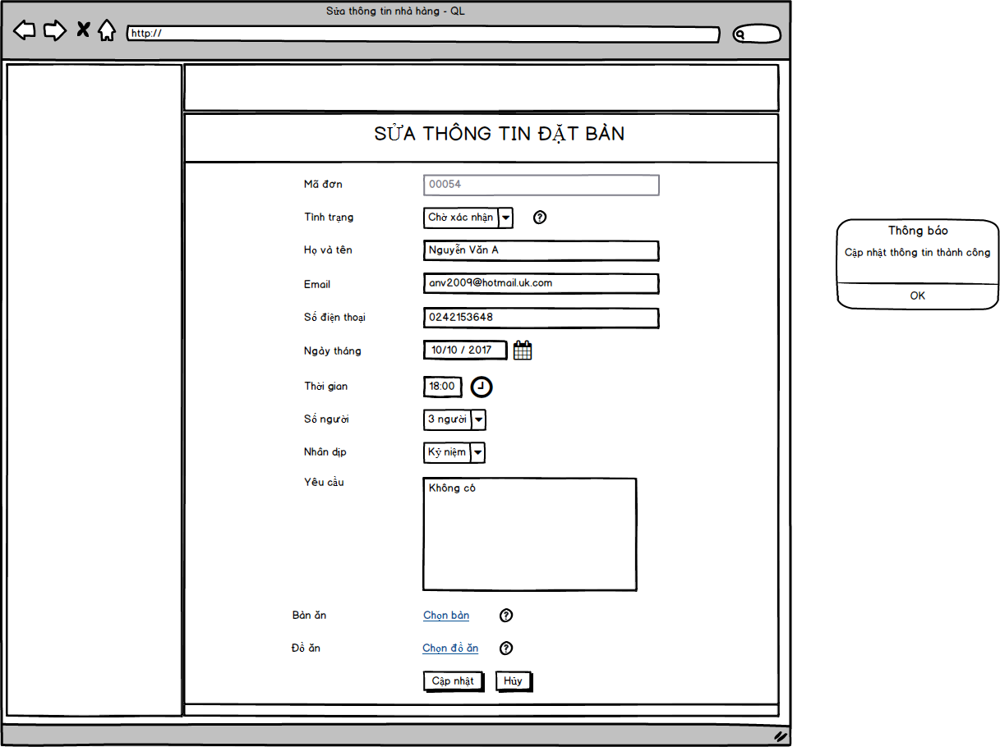 Sửa thông tin nhà hàng - QL
http://
SỬA THÔNG TIN ĐẶT BÀN
Mã đơn
00054
Tình trạng
Chờ xác nhận
?
Họ và tên
Nguyễn Văn A
Email
anv2009@hotmail.uk.com
Số điện thoại
0242153648
Ngày tháng
10/10 / 2017
Thời gian
18:00
Số người
3 người
Nhân dịp
Kỷ niệm
Yêu cầu
Không có
Bàn ăn
Chọn bàn
?
Đồ ăn
Chọn đồ ăn
?
Cập nhật
Hủy
Thông báo
Cập nhật thông tin thành công
OK